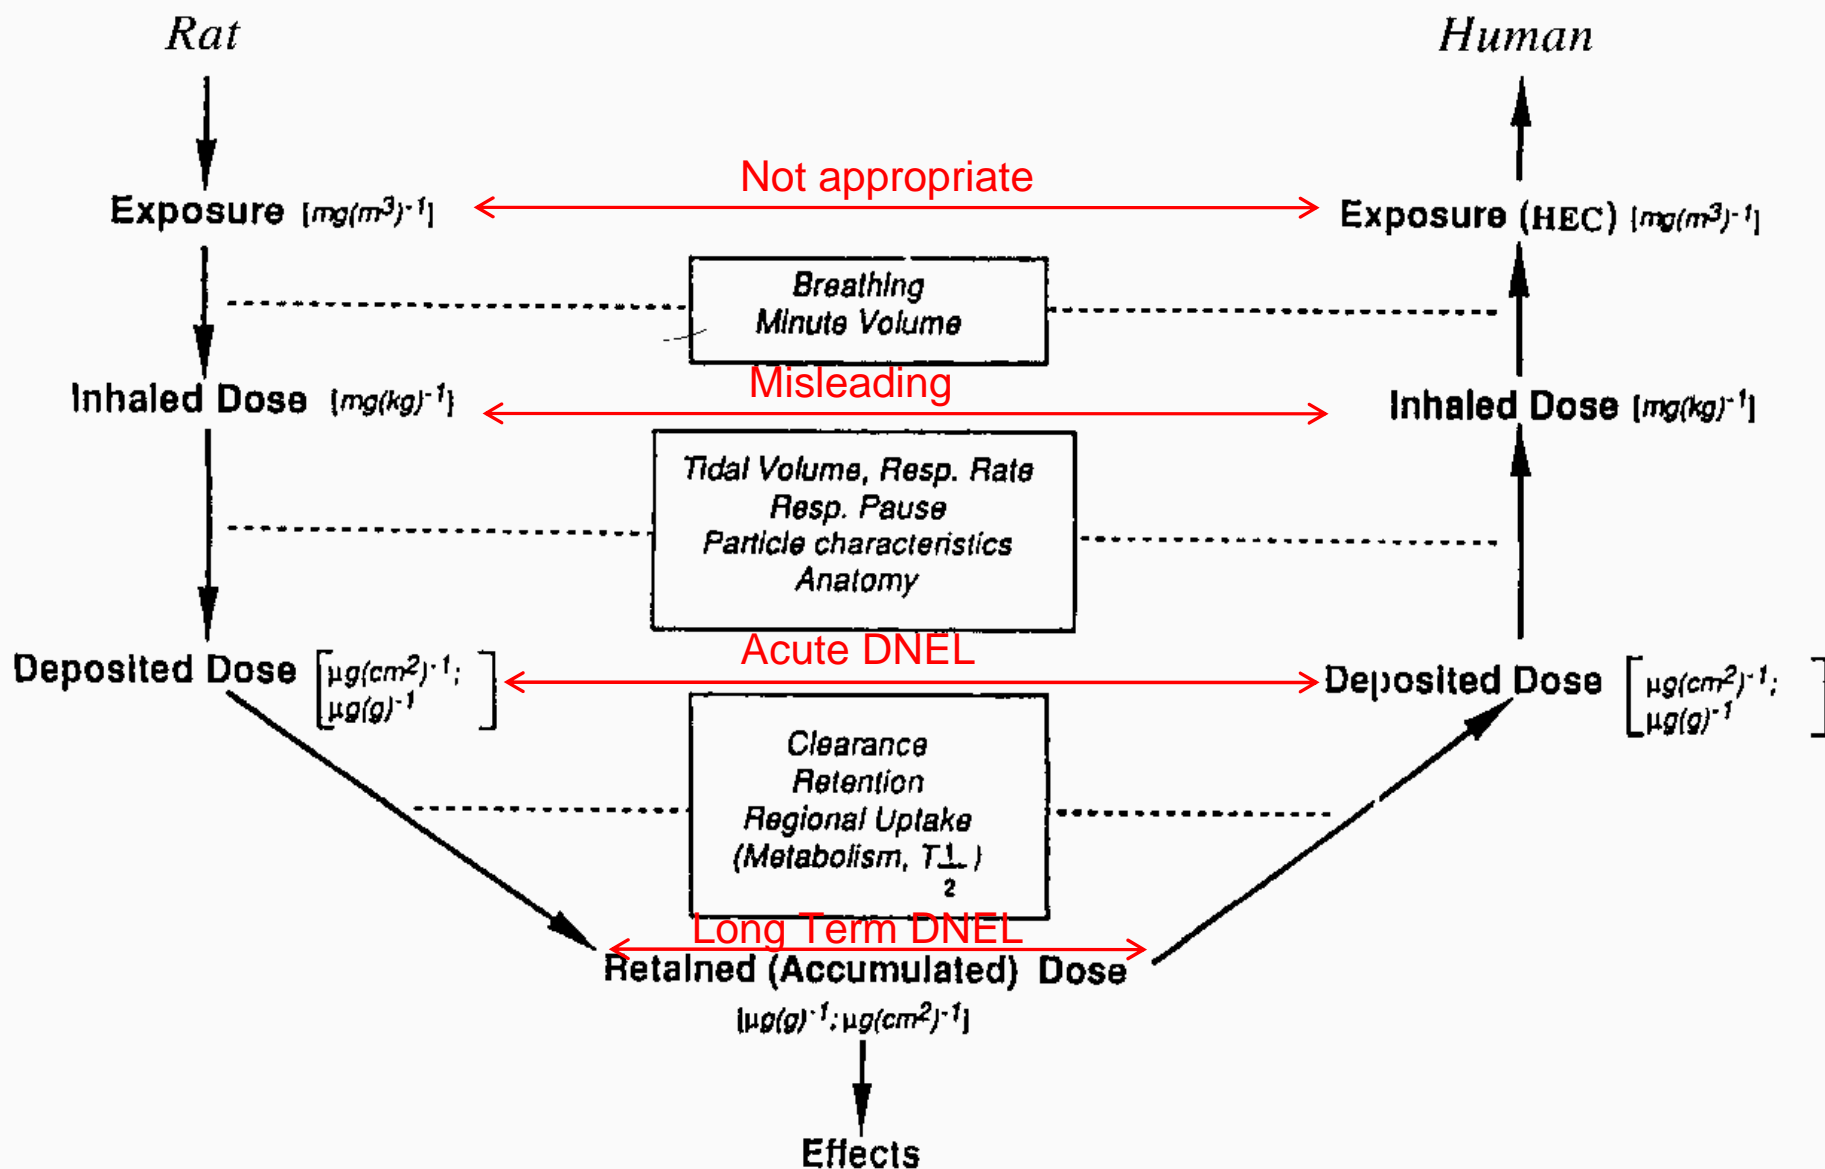 Rat
Human
Not appropriate
Exposure [mg(m³)⁻¹]
Exposure (HEC) [mg(m³)⁻¹]
Breathing
Minute Volume
Misleading
Inhaled Dose [mg(kg)⁻¹]
Inhaled Dose [mg(kg)⁻¹]
Tidal Volume, Resp. Rate
Resp. Pause
Particle characteristics
Anatomy
Acute DNEL
Deposited Dose [μg(cm²)⁻¹;
μg(g)⁻¹]
Deposited Dose [μg(cm²)⁻¹;
μg(g)⁻¹]
Clearance
Retention
Regional Uptake
(Metabolism, T1/2)
Long Term DNEL
Retained (Accumulated) Dose
[μg(g)⁻¹; μg(cm²)⁻¹]
Effects